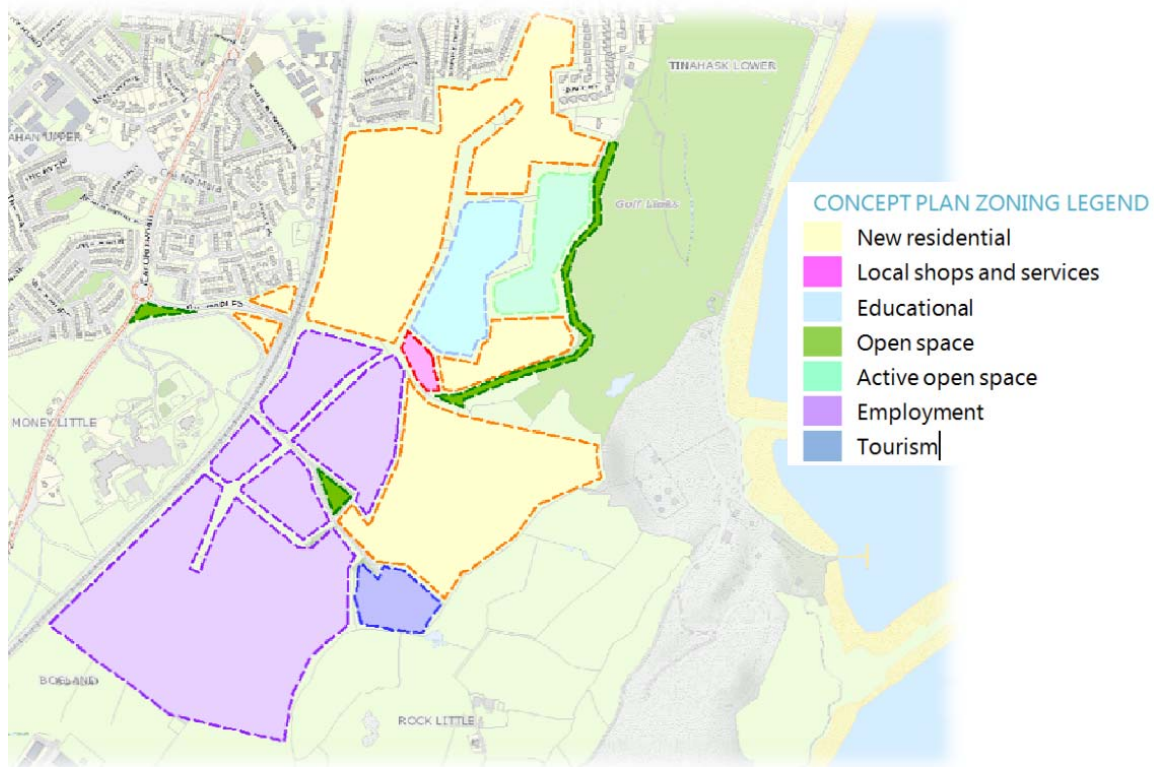 TINAHASK LOWER
Golf Links
MONEY LITTLE
ROCK LITTLE
CONCEPT PLAN ZONING LEGEND
New residential
Local shops and services
Educational
Open space
Active open space
Employment
Tourism